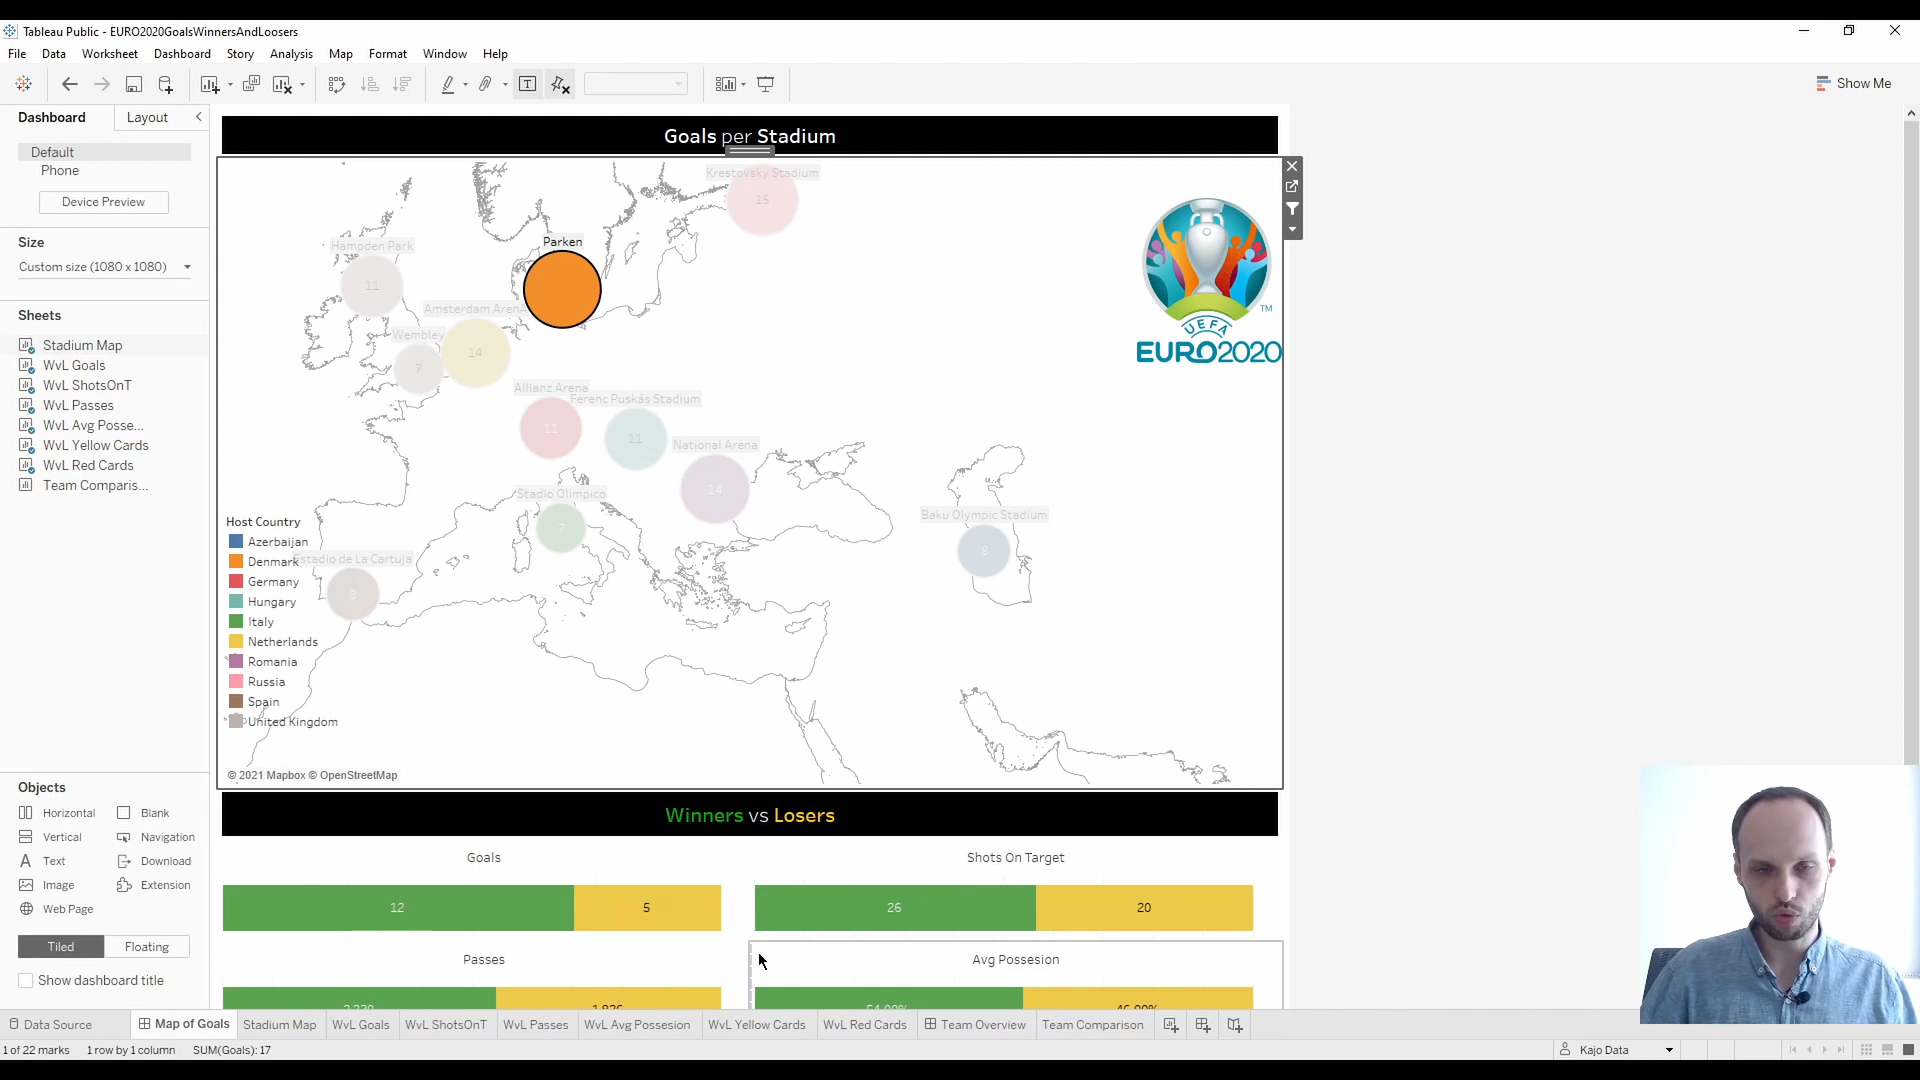 Tableau Public - EURO2020GoalsWinnersAndLoosers
File Data Worksheet Dashboard Story Analysis Map Format Window Help
Show Me
Dashboard Layout
Default
Phone
Device Preview
Size
Custom size (1080 x 1080)
Sheets
Stadium Map
WvL Goals
WvL ShotsOnT
WvL Passes
WvL Avg Posse...
WvL Yellow Cards
WvL Red Cards
Team Comparis...
Objects
Horizontal Blank
Vertical Navigation
Text Download
Image Extension
Web Page
Tiled Floating
Show dashboard title
Goals per Stadium
Krestovsky Stadium
15
Parken
Hampden Park
11
Amsterdam ArenA
14
Wembley
7
Allianz Arena
11
Ferenc Puskás Stadium
11
National Arena
14
Stadio Olimpico
7
Baku Olympic Stadium
8
Estadio de La Cartuja
8
UEFA
EURO2020
TM
Host Country
Azerbaijan
Denmark
Germany
Hungary
Italy
Netherlands
Romania
Russia
Spain
United Kingdom
© 2021 Mapbox © OpenStreetMap
Winners vs Losers
Goals
12 5
Shots On Target
26 20
Passes
Avg Possesion
54.00% 46.00%
Data Source Map of Goals Stadium Map WvL Goals WvL ShotsOnT WvL Passes WvL Avg Possesion WvL Yellow Cards WvL Red Cards Team Overview Team Comparison
1 of 22 marks 1 row by 1 column SUM(Goals): 17
Kajo Data